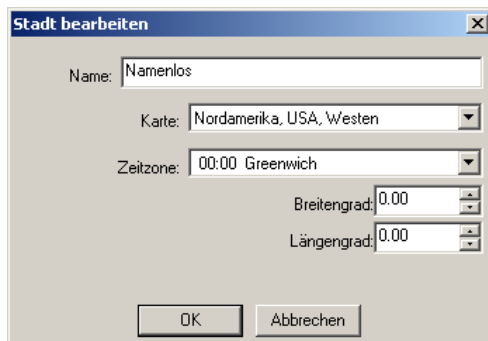 Stadt bearbeiten
Name: Namenlos
Karte: Nordamerika, USA, Westen
Zeitzone: 00:00 Greenwich
Breitengrad: 0.00
Längengrad: 0.00
OK Abbrechen